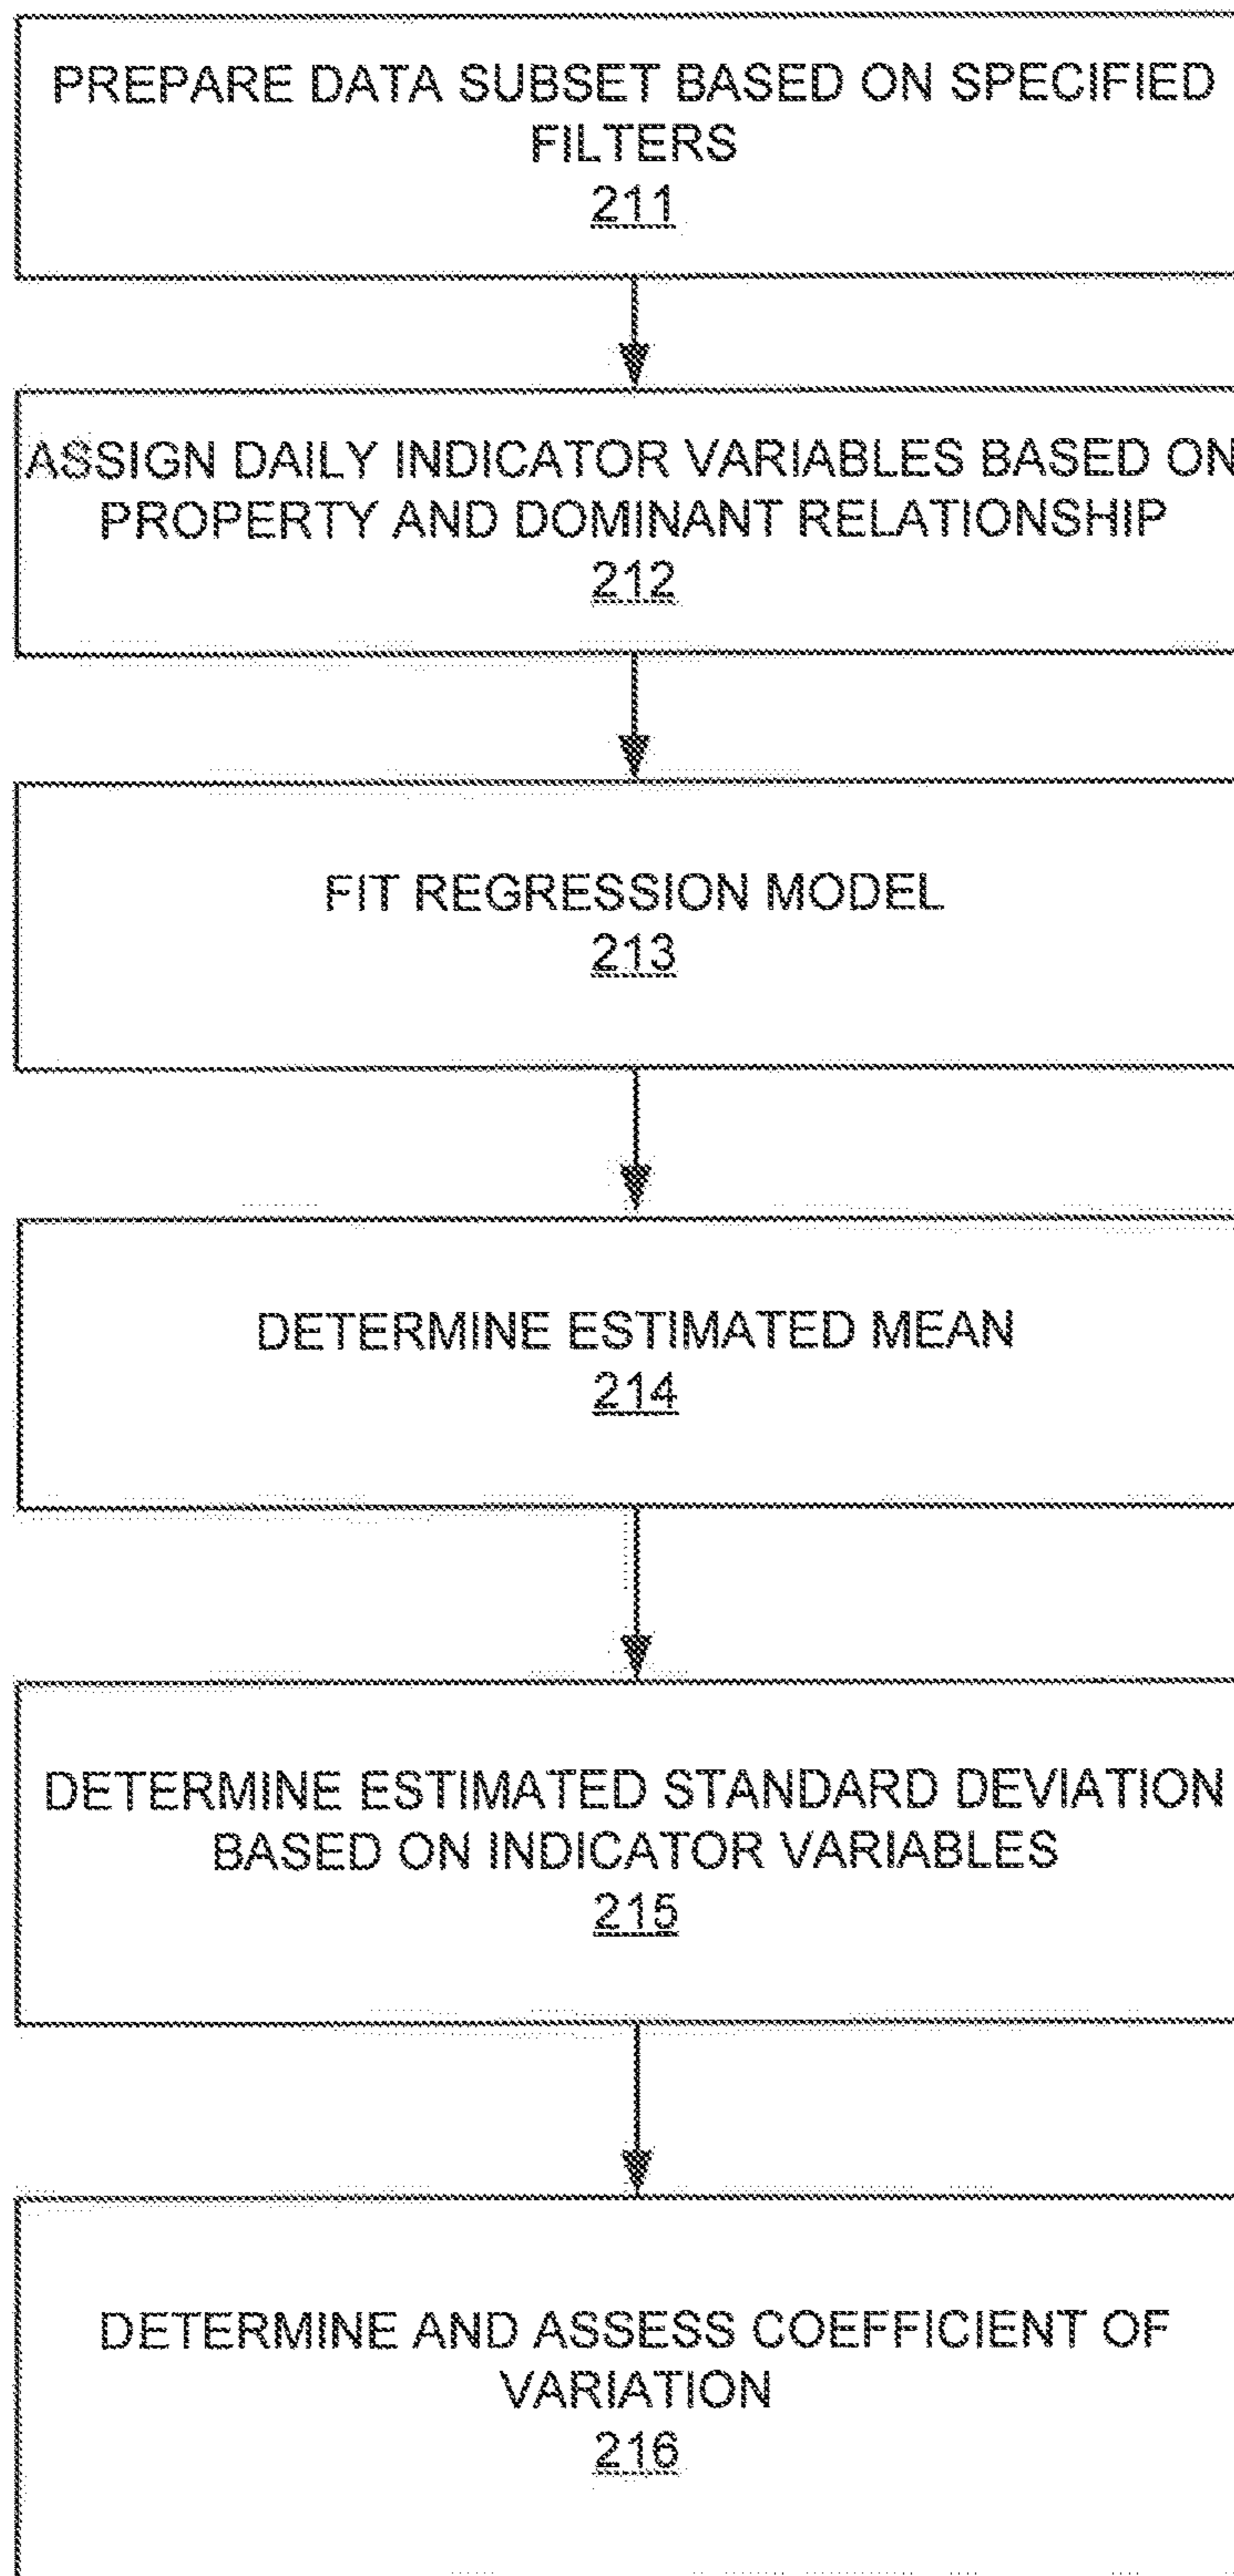 PREPARE DATA SUBSET BASED ON SPECIFIED
FILTERS
211
ASSIGN DAILY INDICATOR VARIABLES BASED ON
PROPERTY AND DOMINANT RELATIONSHIP
212
FIT REGRESSION MODEL
213
DETERMINE ESTIMATED MEAN
214
DETERMINE ESTIMATED STANDARD DEVIATION
BASED ON INDICATOR VARIABLES
215
DETERMINE AND ASSESS COEFFICIENT OF
VARIATION
216